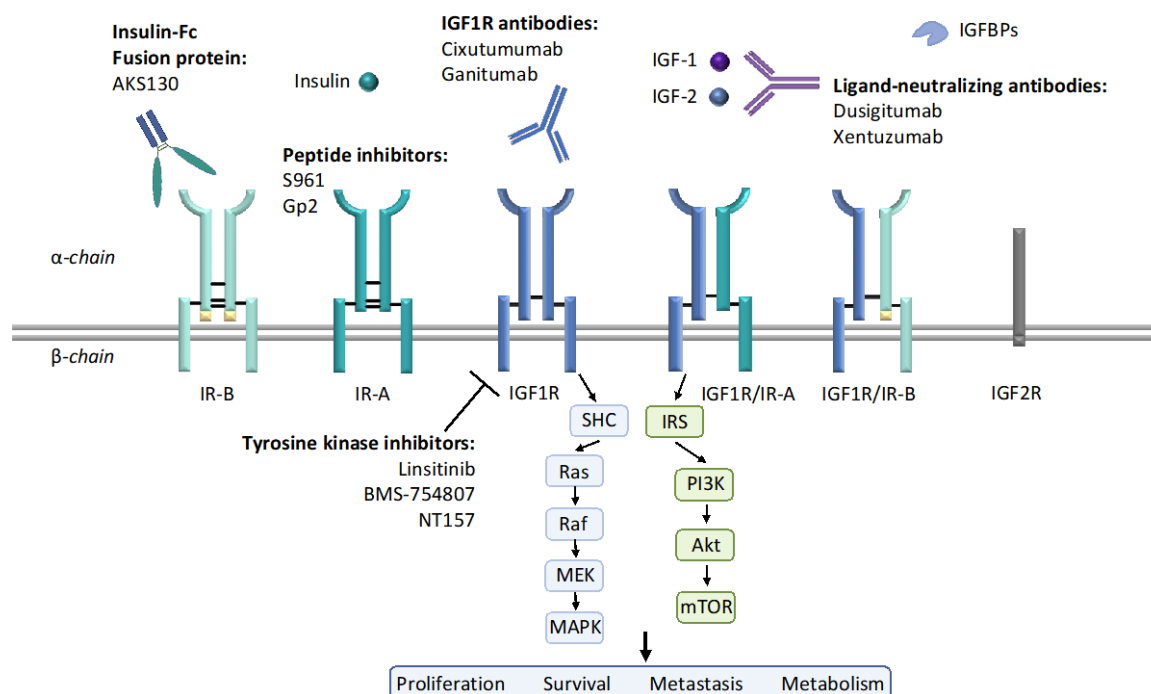 Insulin-Fc
Fusion protein:
AKS130
Insulin
IGF1R antibodies:
Cixutumumab
Ganitumab
IGF-1
IGF-2
IGFBPs
Ligand-neutralizing antibodies:
Dusigitumab
Xentuzumab
Peptide inhibitors:
S961
Gp2
α-chain
β-chain
IR-B
IR-A
IGF1R
IGF1R/IR-A
IGF1R/IR-B
IGF2R
Tyrosine kinase inhibitors:
Linsitinib
BMS-754807
NT157
SHC
Ras
Raf
MEK
MAPK
IRS
PI3K
Akt
mTOR
Proliferation Survival Metastasis Metabolism